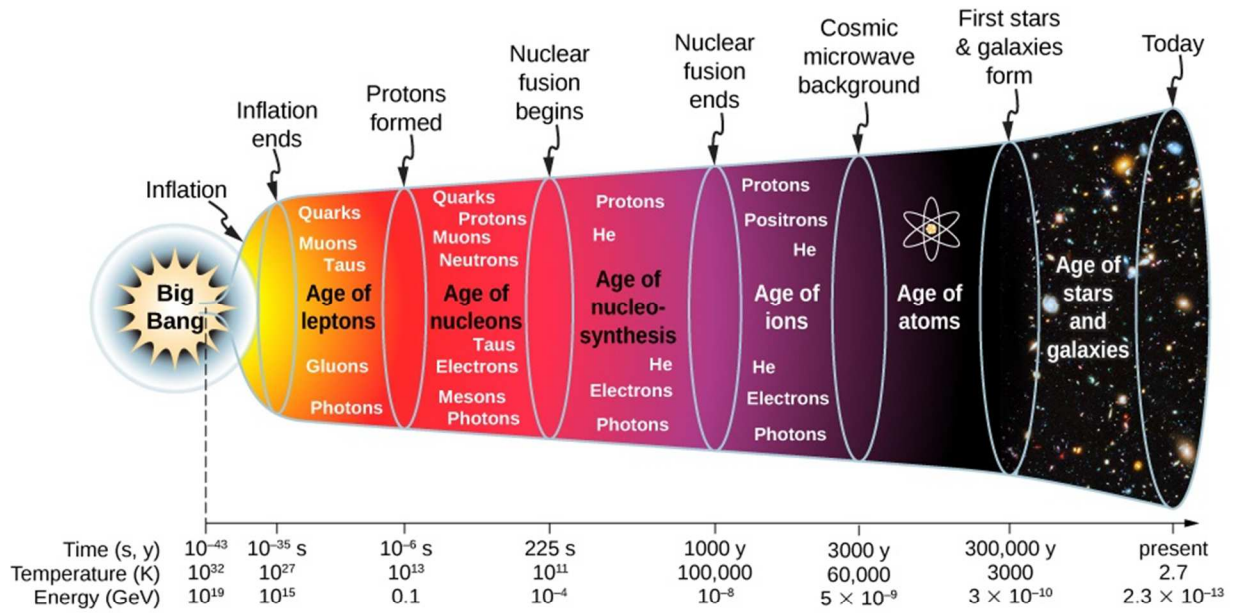 Inflation
Inflation
ends
Protons
formed
Nuclear
fusion
begins
Nuclear
fusion
ends
Cosmic
microwave
background
First stars
& galaxies
form
Today
Big
Bang
Quarks
Muons
Taus
Age of
leptons
Gluons
Photons
Quarks
Protons
Muons
Neutrons
Age of
nucleons
Taus
Electrons
Mesons
Photons
Protons
He
Age of
nucleo-
synthesis
He
Electrons
Photons
Protons
Positrons
He
Age of
ions
He
Electrons
Photons
Age of
atoms
Age of
stars
and
galaxies
Time (s, y) 10⁻⁴³ 10⁻³⁵ s 10⁻⁶ s 225 s 1000 y 3000 y 300,000 y present
Temperature (K) 10³² 10²⁷ 10¹³ 10¹¹ 100,000 60,000 3000 2.7
Energy (GeV) 10¹⁹ 10¹⁵ 0.1 10⁻⁴ 10⁻⁸ 5 × 10⁻⁹ 3 × 10⁻¹⁰ 2.3 × 10⁻¹³